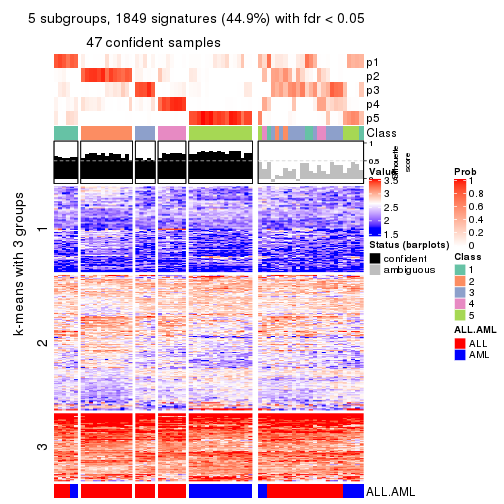 5 subgroups, 1849 signatures (44.9%) with fdr < 0.05
47 confident samples
p1
p2
p3
p4
p5
Class
1
0.5
0
silhouette
score
k-means with 3 groups
1
2
3
Value
3.5
3
2.5
2
1.5
Status (barplots)
confident
ambiguous
Prob
1
0.8
0.6
0.4
0.2
0
Class
1
2
3
4
5
ALL.AML
ALL
AML
ALL.AML